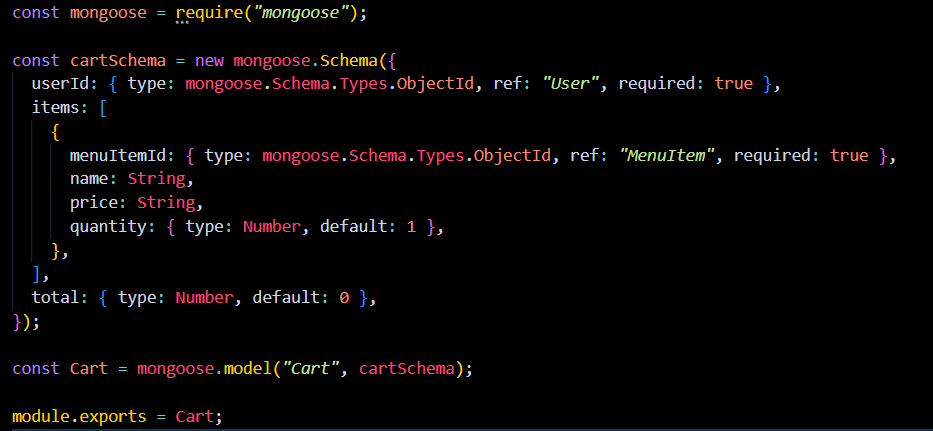 const mongoose = require("mongoose");
const cartSchema = new mongoose.Schema({
userId: { type: mongoose.Schema.Types.ObjectId, ref: "User", required: true },
items: [
{
menuItemId: { type: mongoose.Schema.Types.ObjectId, ref: "MenuItem", required: true },
name: String,
price: String,
quantity: { type: Number, default: 1 },
},
],
total: { type: Number, default: 0 },
});
const Cart = mongoose.model("Cart", cartSchema);
module.exports = Cart;